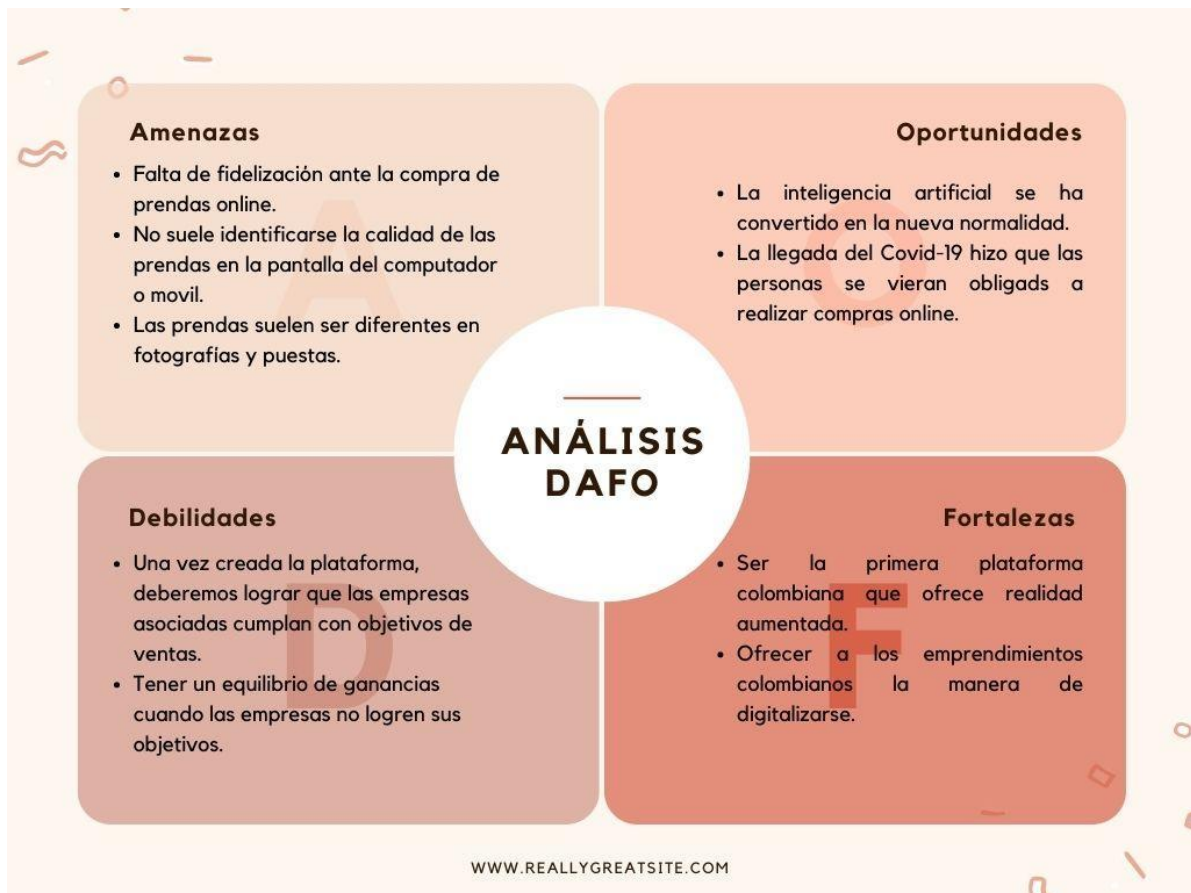 Amenazas
• Falta de fidelización ante la compra de
prendas online.
• No suele identificarse la calidad de las
prendas en la pantalla del computador
o movil.
• Las prendas suelen ser diferentes en
fotografías y puestas.
A
Oportunidades
• La inteligencia artificial se ha
convertido en la nueva normalidad.
• La llegada del Covid-19 hizo que las
personas se vieran obligads a
realizar compras online.
O
ANÁLISIS
DAFO
Debilidades
• Una vez creada la plataforma,
deberemos lograr que las empresas
asociadas cumplan con objetivos de
ventas.
• Tener un equilibrio de ganancias
cuando las empresas no logren sus
objetivos.
D
Fortalezas
• Ser la primera plataforma
colombiana que ofrece realidad
aumentada.
• Ofrecer a los emprendimientos
colombianos la manera de
digitalizarse.
F
WWW.REALLYGREATSITE.COM